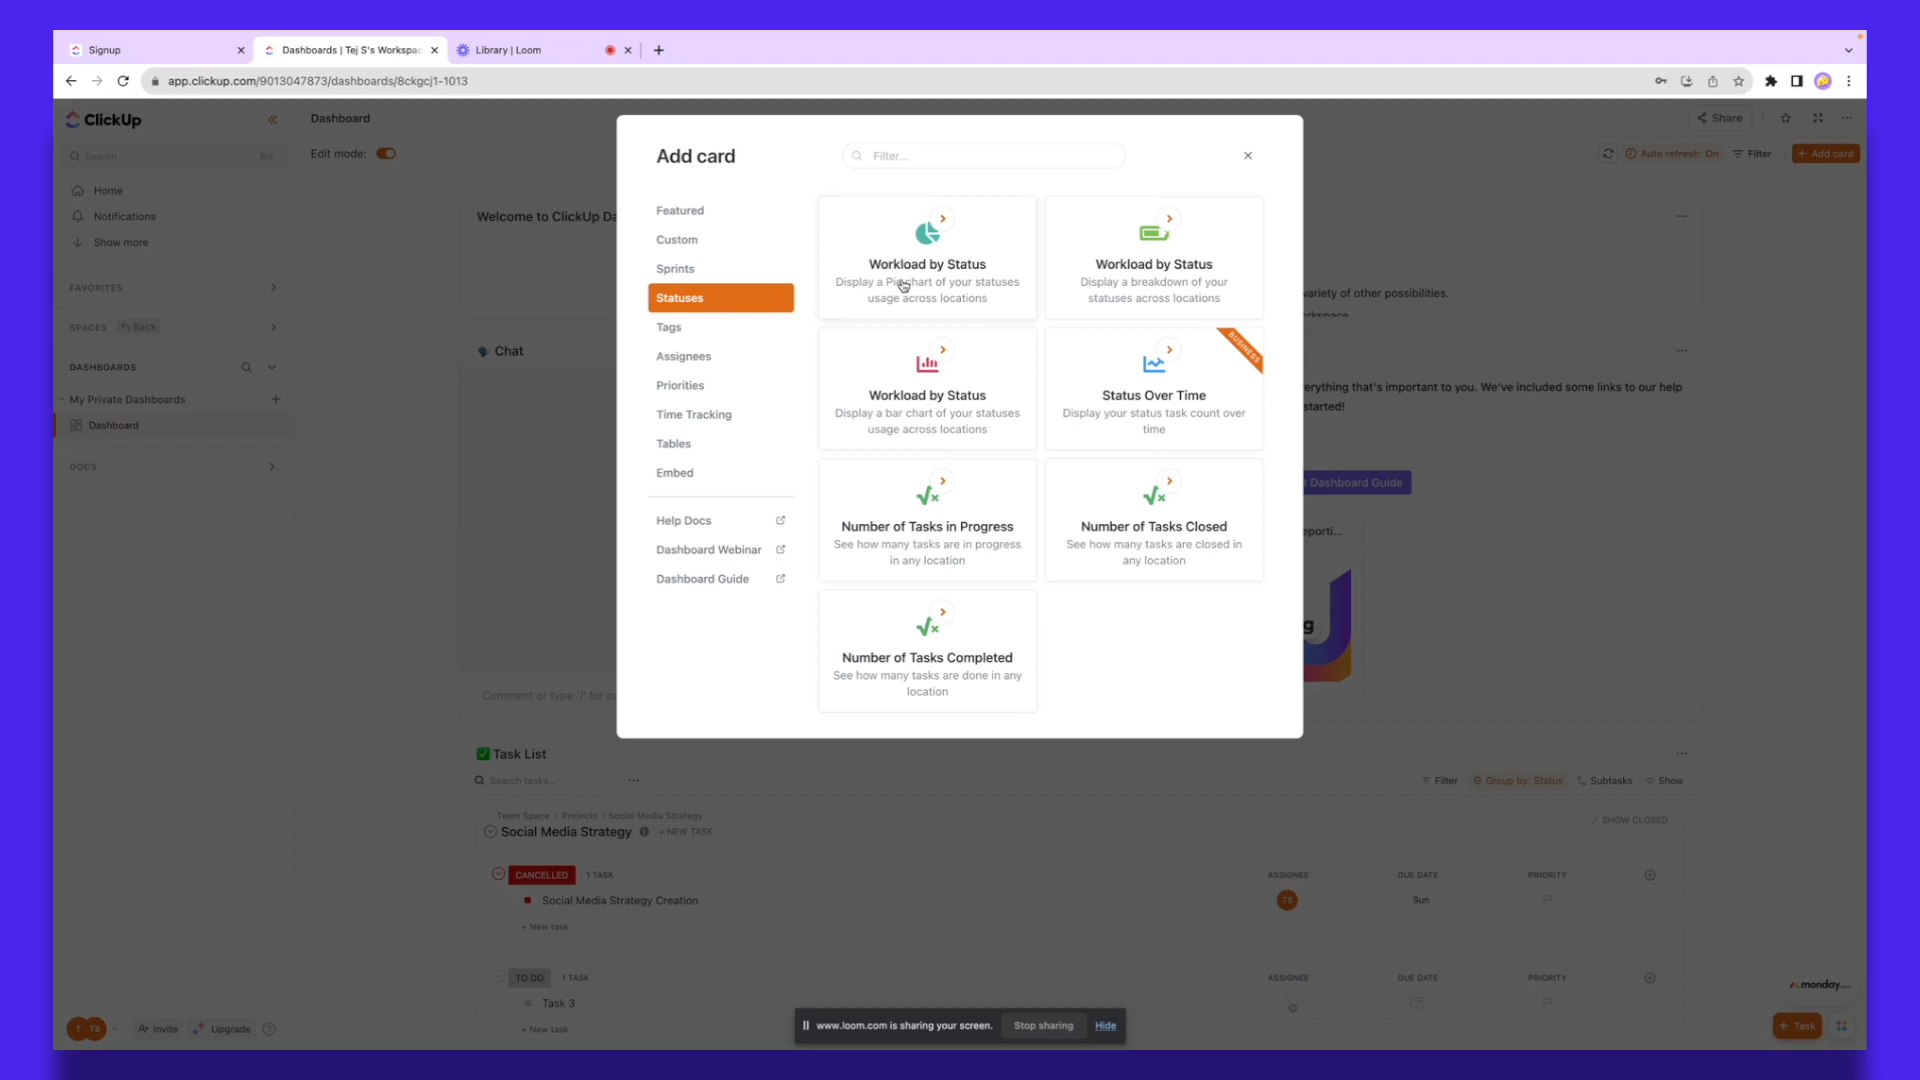 Signup
Dashboards | Tej S's Workspac
Library | Loom
app.clickup.com/9013047873/dashboards/8ckgcj1-1013
ClickUp
Dashboard
Share
Search
⌘K
Edit mode:
Auto refresh: On
Filter
+ Add card
Home
Notifications
Show more
FAVORITES
SPACES
Back
DASHBOARDS
My Private Dashboards
Dashboard
DOCS
Welcome to ClickUp Da
variety of other possibilities.
Chat
erything that's important to you. We've included some links to our help
started!
t Dashboard Guide
eporti...
g
Comment or type '/' for co
Add card
Filter...
Featured
Custom
Sprints
Statuses
Tags
Assignees
Priorities
Time Tracking
Tables
Embed
Help Docs
Dashboard Webinar
Dashboard Guide
Workload by Status
Display a Pie chart of your statuses
usage across locations
Workload by Status
Display a breakdown of your
statuses across locations
Workload by Status
Display a bar chart of your statuses
usage across locations
BUSINESS
Status Over Time
Display your status task count over
time
Number of Tasks in Progress
See how many tasks are in progress
in any location
Number of Tasks Closed
See how many tasks are closed in
any location
Number of Tasks Completed
See how many tasks are done in any
location
Task List
Search tasks...
Filter
Group by: Status
Subtasks
Show
Team Space > Projects > Social Media Strategy
Social Media Strategy
+ NEW TASK
SHOW CLOSED
CANCELLED
1 TASK
ASSIGNEE
DUE DATE
PRIORITY
Social Media Strategy Creation
TS
Sun
+ New task
TO DO
1 TASK
ASSIGNEE
DUE DATE
PRIORITY
Task 3
+ New task
monday.com
T
TS
Invite
Upgrade
www.loom.com is sharing your screen.
Stop sharing
Hide
+ Task